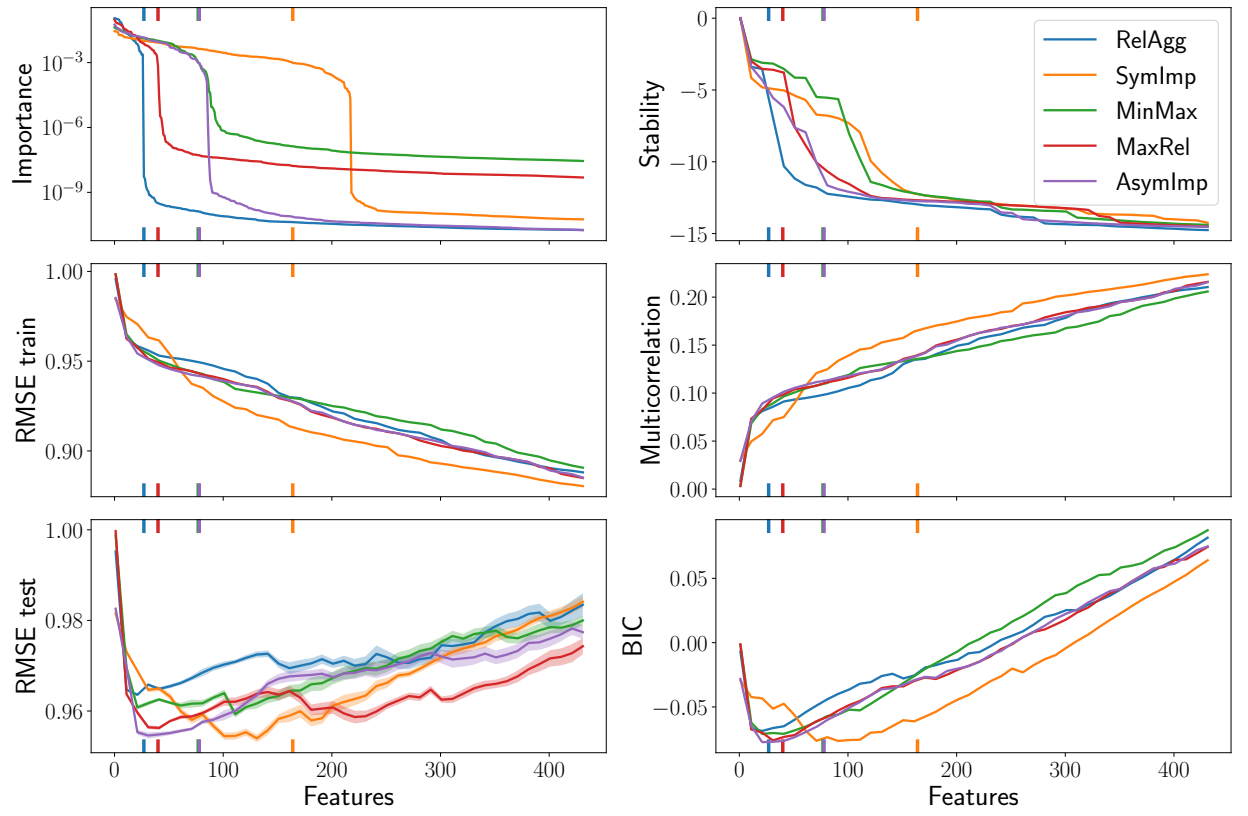 Importance
10⁻³
10⁻⁶
10⁻⁹
Stability
0
−5
−10
−15
RelAgg
SymImp
MinMax
MaxRel
AsymImp
RMSE train
1.00
0.95
0.90
Multicorrelation
0.20
0.15
0.10
0.05
0.00
RMSE test
1.00
0.98
0.96
0 100 200 300 400
Features
BIC
0.05
0.00
−0.05
0 100 200 300 400
Features